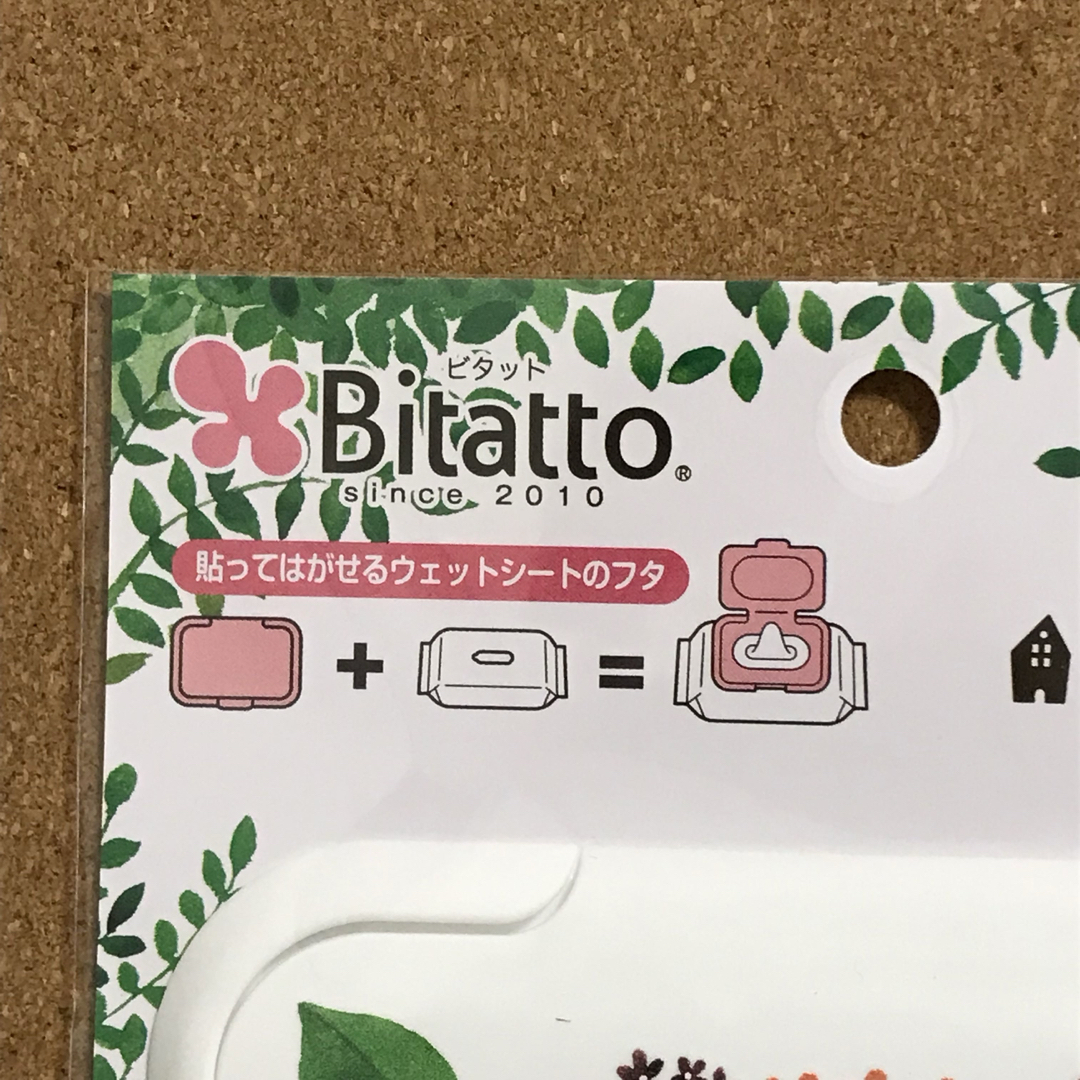 ビタット
Bitatto®
since 2010
貼ってはがせるウェットシートのフタ
+ =